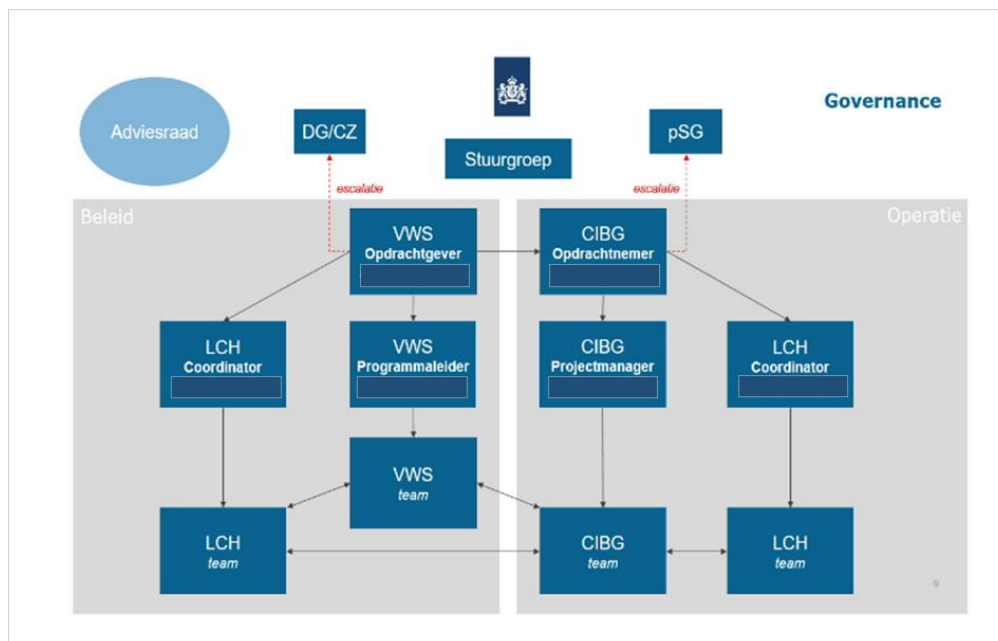 Governance
Adviesraad
DG/CZ
pSG
Stuurgroep
escalatie
escalatie
Beleid
Operatie
VWS
Opdrachtgever
CIBG
Opdrachtnemer
LCH
Coordinator
VWS
Programmaleider
CIBG
Projectmanager
LCH
Coordinator
VWS
team
LCH
team
CIBG
team
LCH
team
9